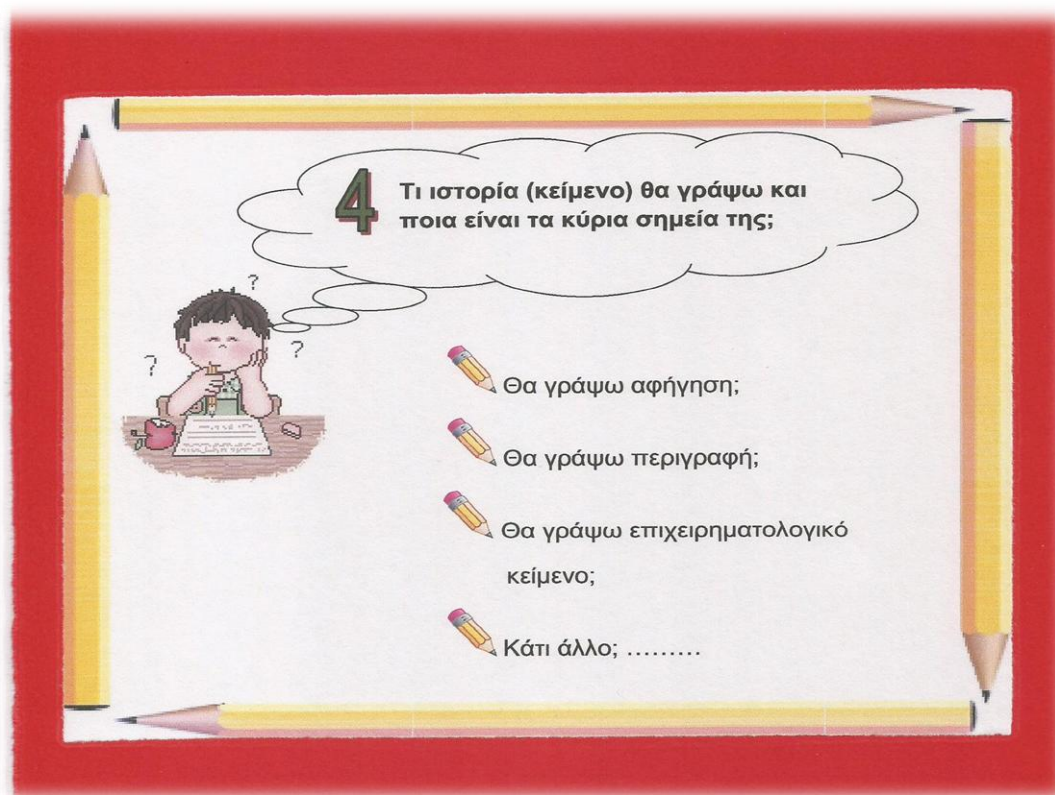 4 Τι ιστορία (κείμενο) θα γράψω και
ποια είναι τα κύρια σημεία της;
?
?
?
Θα γράψω αφήγηση;
Θα γράψω περιγραφή;
Θα γράψω επιχειρηματολογικό
κείμενο;
Κάτι άλλο; .........